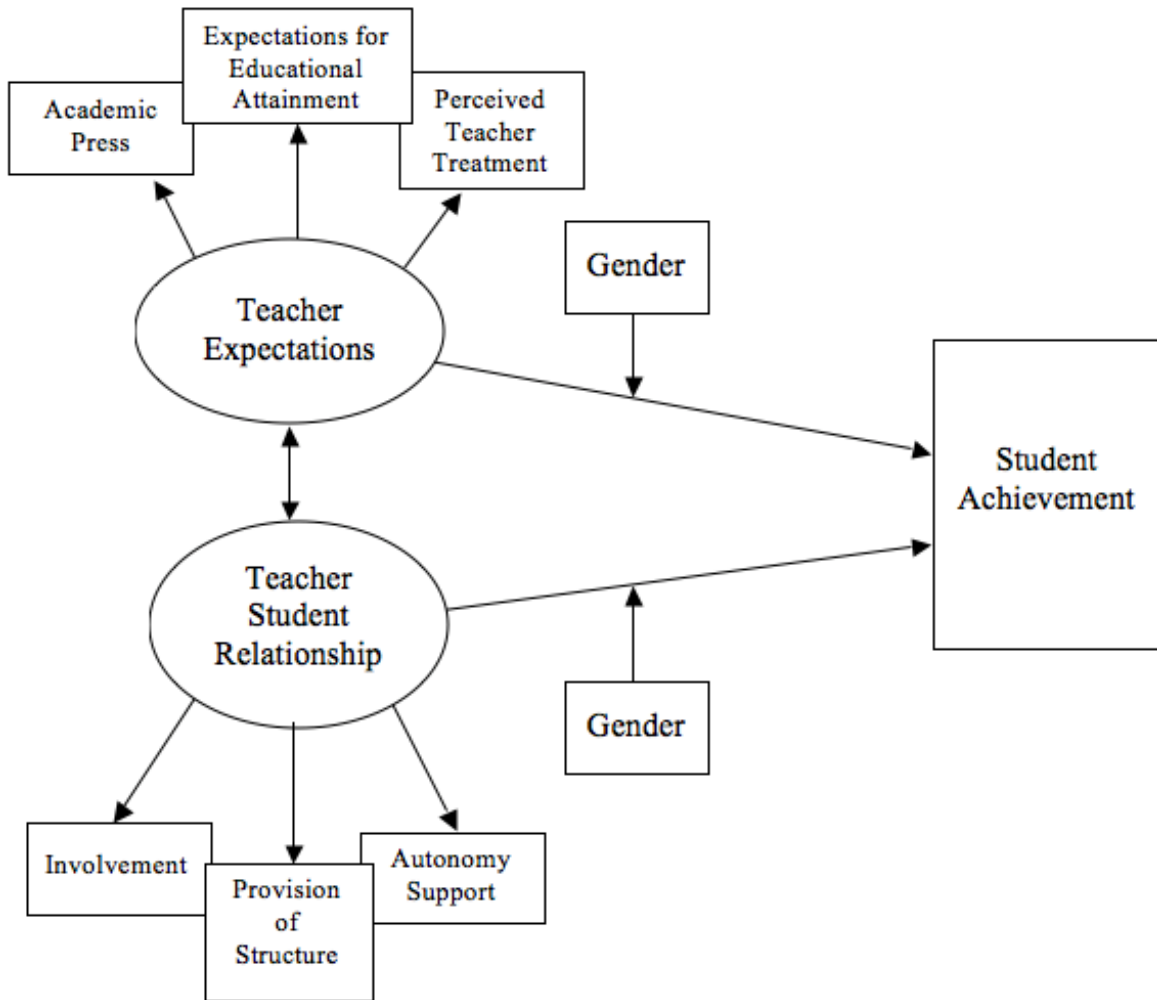 Expectations for
Educational
Attainment
Academic
Press
Perceived
Teacher
Treatment
Gender
Teacher
Expectations
Student
Achievement
Teacher
Student
Relationship
Gender
Involvement
Provision
of
Structure
Autonomy
Support